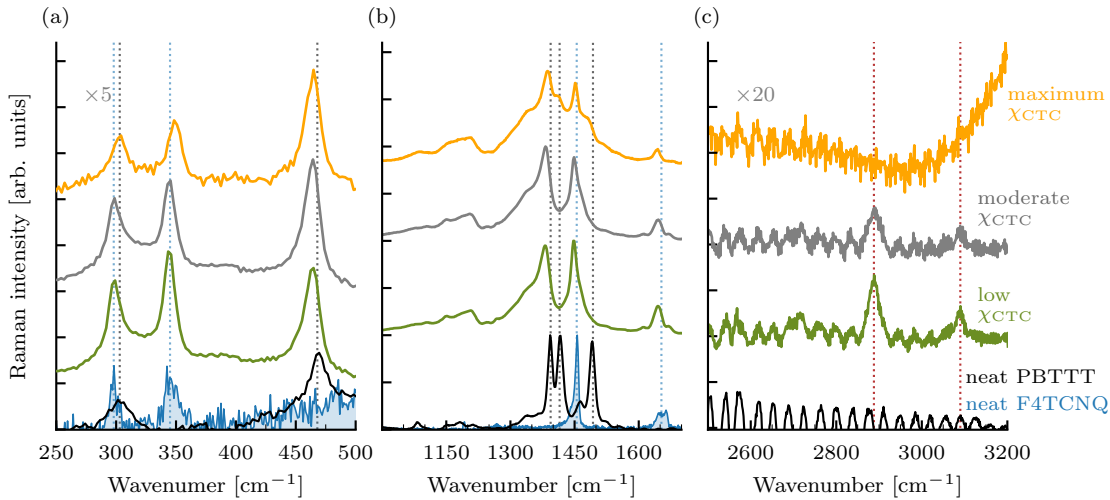 (a)
(b)
(c)
Raman intensity [arb. units]
×5
×20
maximum
χCTC
moderate
χCTC
low
χCTC
neat PBTTT
neat F4TCNQ
250 300 350 400 450 500
1150 1300 1450 1600
2600 2800 3000 3200
Wavenumer [cm⁻¹]
Wavenumber [cm⁻¹]
Wavenumber [cm⁻¹]